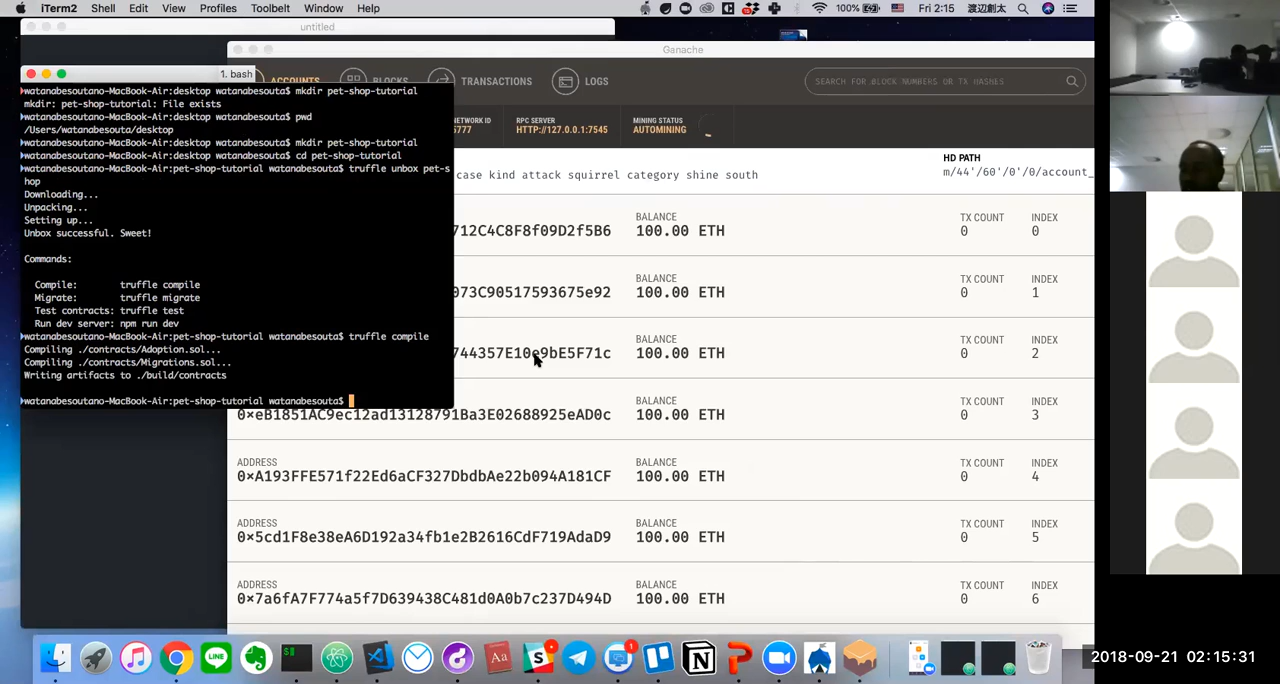 iTerm2 Shell Edit View Profiles Toolbelt Window Help
100% Fri 2:15 渡辺創太
untitled
Ganache
1. bash
ACCOUNTS BLOCKS TRANSACTIONS LOGS
SEARCH FOR BLOCK NUMBERS OR TX HASHES
watanabesoutano-MacBook-Air:desktop watanabesouta$ mkdir pet-shop-tutorial
mkdir: pet-shop-tutorial: File exists
watanabesoutano-MacBook-Air:desktop watanabesouta$ pwd
/Users/watanabesouta/desktop
watanabesoutano-MacBook-Air:desktop watanabesouta$ mkdir pet-shop-tutorial
watanabesoutano-MacBook-Air:desktop watanabesouta$ cd pet-shop-tutorial
watanabesoutano-MacBook-Air:pet-shop-tutorial watanabesouta$ truffle unbox pet-s
hop
Downloading...
Unpacking...
Setting up...
Unbox successful. Sweet!
Commands:
Compile: truffle compile
Migrate: truffle migrate
Test contracts: truffle test
Run dev server: npm run dev
watanabesoutano-MacBook-Air:pet-shop-tutorial watanabesouta$ truffle compile
Compiling ./contracts/Adoption.sol...
Compiling ./contracts/Migrations.sol...
Writing artifacts to ./build/contracts
watanabesoutano-MacBook-Air:pet-shop-tutorial watanabesouta$
NETWORK ID RPC SERVER MINING STATUS
5777 HTTP://127.0.0.1:7545 AUTOMINING
HD PATH
case kind attack squirrel category shine south m/44'/60'/0'/0/account_
BALANCE TX COUNT INDEX
712C4C8F8f09D2f5B6 100.00 ETH 0 0
BALANCE TX COUNT INDEX
073C90517593675e92 100.00 ETH 0 1
BALANCE TX COUNT INDEX
744357E10e9bE5F71c 100.00 ETH 0 2
BALANCE TX COUNT INDEX
0×eB1851AC9ec12ad13128791Ba3E02688925eAD0c 100.00 ETH 0 3
ADDRESS BALANCE TX COUNT INDEX
0×A193FFE571f22Ed6aCF327DbdbAe22b094A181CF 100.00 ETH 0 4
ADDRESS BALANCE TX COUNT INDEX
0×5cd1F8e38eA6D192a34fb1e2B2616CdF719AdaD9 100.00 ETH 0 5
ADDRESS BALANCE TX COUNT INDEX
0×7a6fA7F774a5f7D639438C481d0A0b7c237D494D 100.00 ETH 0 6
LINE
Aa
2018-09-21 02:15:31